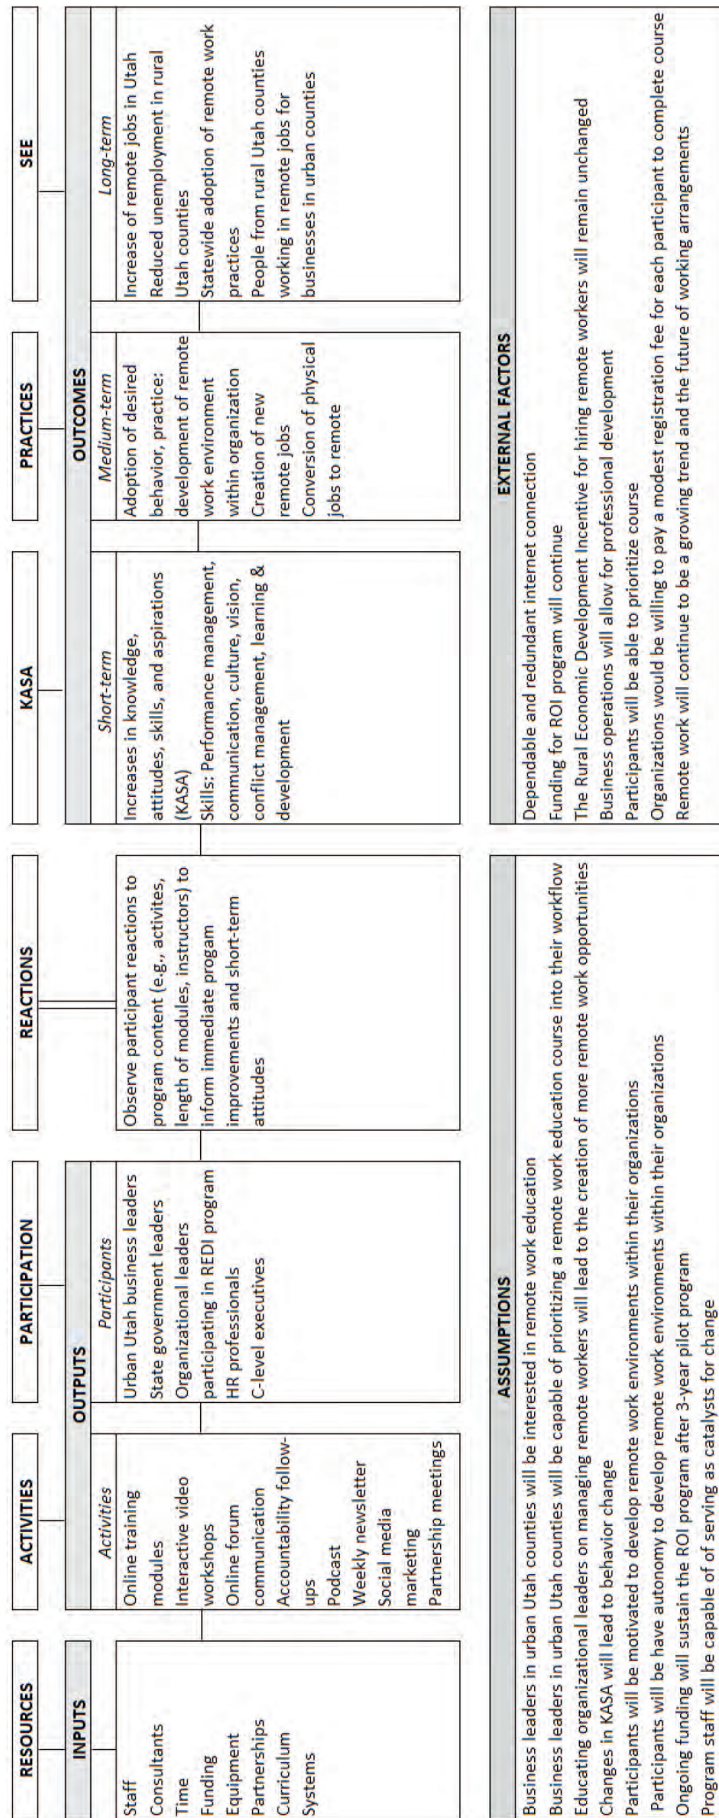 RESOURCES
INPUTS
Staff
Consultants
Time
Funding
Equipment
Partnerships
Curriculum
Systems
ACTIVITIES
PARTICIPATION
OUTPUTS
Activities
Online training
modules
Interactive video
workshops
Online forum
communication
Accountability follow-
ups
Podcast
Weekly newsletter
Social media
marketing
Partnership meetings
Participants
Urban Utah business leaders
State government leaders
Organizational leaders
participating in REDI program
HR professionals
C-level executives
REACTIONS
Observe participant reactions to
program content (e.g., activites,
length of modules, instructors) to
inform immediate progam
improvements and short-term
attitudes
KASA
PRACTICES
SEE
OUTCOMES
Short-term
Increases in knowledge,
attitudes, skills, and aspirations
(KASA)
Skills: Performance management,
communication, culture, vision,
conflict management, learning &
development
Medium-term
Adoption of desired
behavior, practice:
development of remote
work environment
within organization
Creation of new
remote jobs
Conversion of physical
jobs to remote
Long-term
Increase of remote jobs in Utah
Reduced unemployment in rural
Utah counties
Statewide adoption of remote work
practices
People from rural Utah counties
working in remote jobs for
businesses in urban counties
ASSUMPTIONS
Business leaders in urban Utah counties will be interested in remote work education
Business leaders in urban Utah counties will be capable of prioritizing a remote work education course into their workflow
Educating organizational leaders on managing remote workers will lead to the creation of more remote work opportunities
Changes in KASA will lead to behavior change
Participants will be motivated to develop remote work environments within their organizations
Participants will be have autonomy to develop remote work environments within their organizations
Ongoing funding will sustain the ROI program after 3-year pilot program
Program staff will be capable of of serving as catalysts for change
EXTERNAL FACTORS
Dependable and redundant internet connection
Funding for ROI program will continue
The Rural Economic Development Incentive for hiring remote workers will remain unchanged
Business operations will allow for professional development
Participants will be able to prioritize course
Organizations would be willing to pay a modest registration fee for each participant to complete course
Remote work will continue to be a growing trend and the future of working arrangements